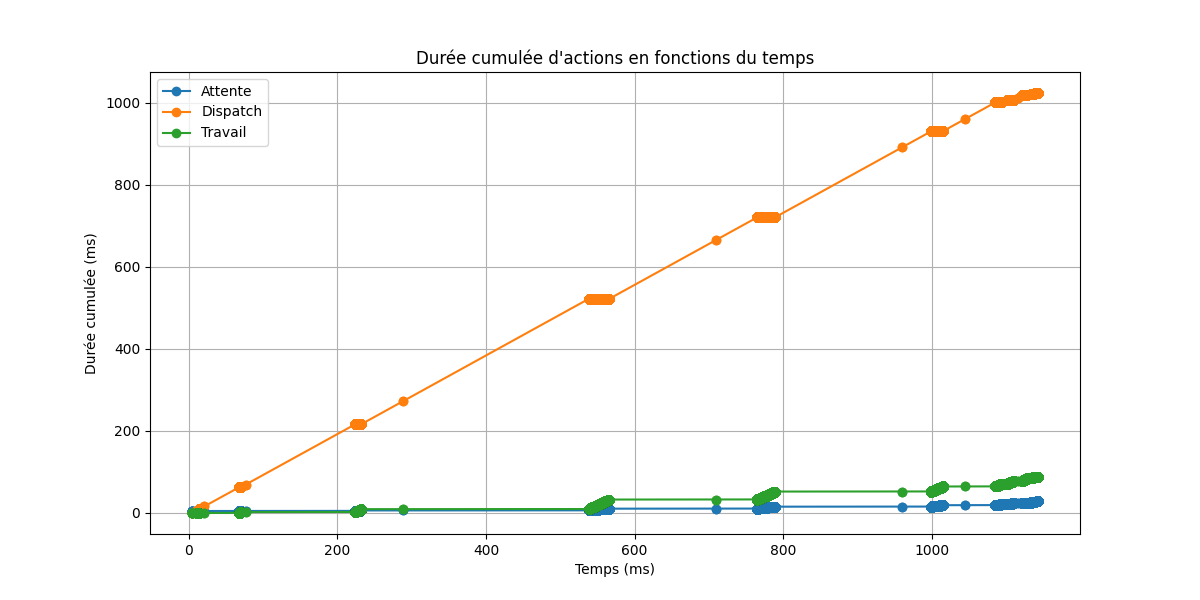 Durée cumulée d'actions en fonctions du temps
Attente
Dispatch
Travail
1000
800
600
400
200
0
Durée cumulée (ms)
0 200 400 600 800 1000
Temps (ms)